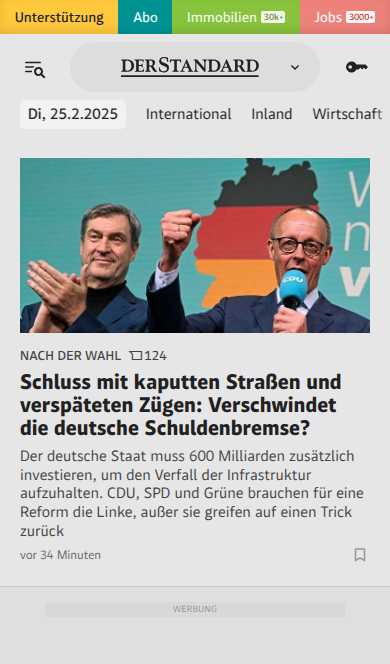 Unterstützung Abo Immobilien 30k+ Jobs 3000+
DERSTANDARD
Di, 25.2.2025 International Inland Wirtschaft
CDU
NACH DER WAHL 124
Schluss mit kaputten Straßen und
verspäteten Zügen: Verschwindet
die deutsche Schuldenbremse?
Der deutsche Staat muss 600 Milliarden zusätzlich
investieren, um den Verfall der Infrastruktur
aufzuhalten. CDU, SPD und Grüne brauchen für eine
Reform die Linke, außer sie greifen auf einen Trick
zurück
vor 34 Minuten
WERBUNG